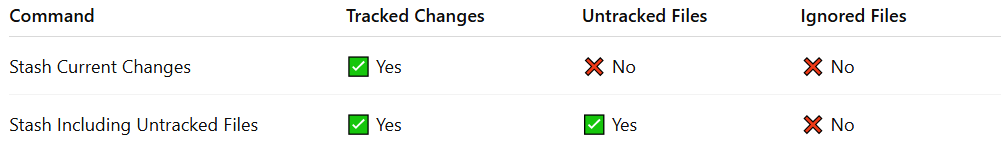 Command Tracked Changes Untracked Files Ignored Files
Stash Current Changes ✅ Yes ❌ No ❌ No
Stash Including Untracked Files ✅ Yes ✅ Yes ❌ No